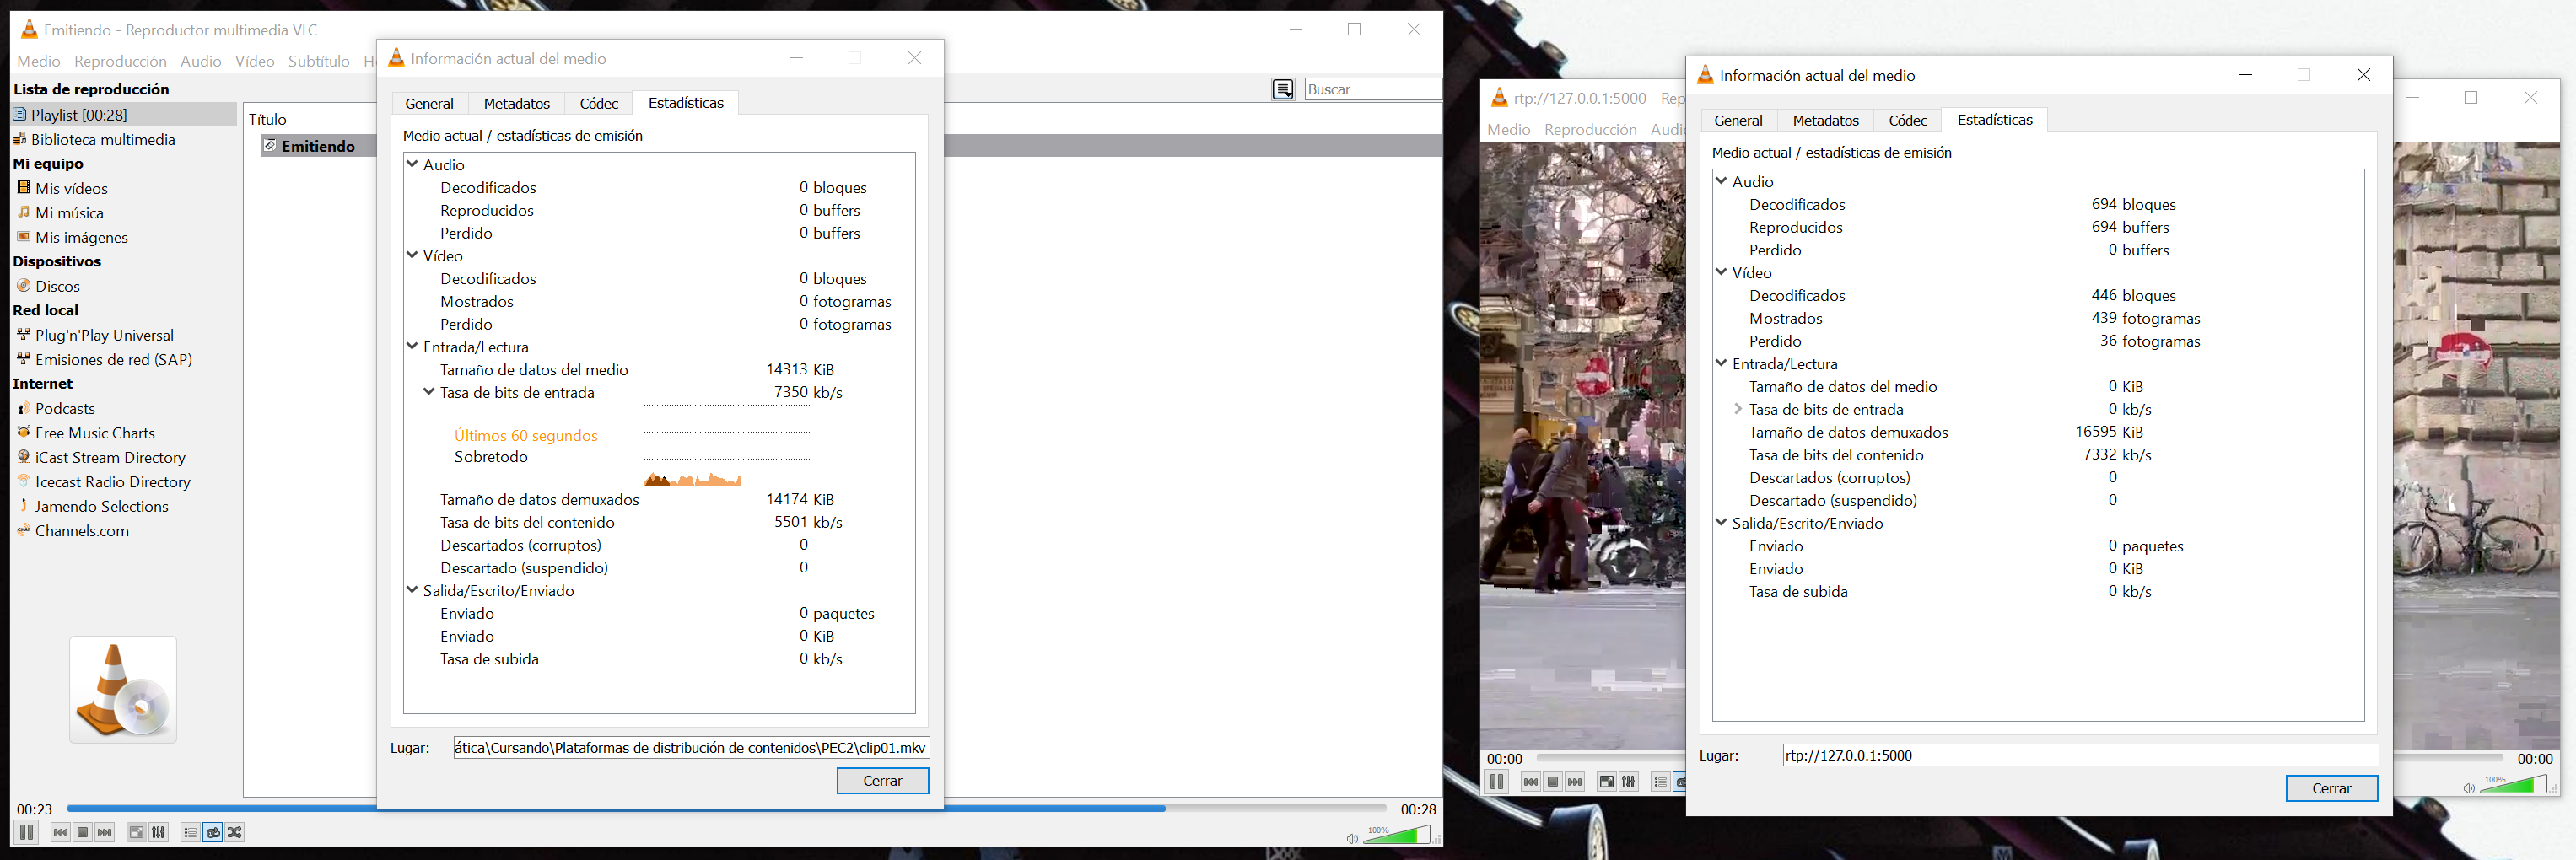 Emitiendo - Reproductor multimedia VLC
Medio Reproducción Audio Vídeo Subtítulo
Lista de reproducción
Playlist [00:28]
Biblioteca multimedia
Mi equipo
Mis vídeos
Mi música
Mis imágenes
Dispositivos
Discos
Red local
Plug'n'Play Universal
Emisiones de red (SAP)
Internet
Podcasts
Free Music Charts
iCast Stream Directory
Icecast Radio Directory
Jamendo Selections
Channels.com
Buscar
Título
Emitiendo
00:23
00:28
100%
Información actual del medio
General Metadatos Códec Estadísticas
Medio actual / estadísticas de emisión
Audio
Decodificados 0 bloques
Reproducidos 0 buffers
Perdido 0 buffers
Vídeo
Decodificados 0 bloques
Mostrados 0 fotogramas
Perdido 0 fotogramas
Entrada/Lectura
Tamaño de datos del medio 14313 KiB
Tasa de bits de entrada 7350 kb/s
Últimos 60 segundos
Sobretodo
Tamaño de datos demuxados 14174 KiB
Tasa de bits del contenido 5501 kb/s
Descartados (corruptos) 0
Descartado (suspendido) 0
Salida/Escrito/Enviado
Enviado 0 paquetes
Enviado 0 KiB
Tasa de subida 0 kb/s
Lugar: ática\Cursando\Plataformas de distribución de contenidos\PEC2\clip01.mkv
Cerrar
rtp://127.0.0.1:5000 - Rep
Medio Reproducción Audio
00:00
00:00
100%
Información actual del medio
General Metadatos Códec Estadísticas
Medio actual / estadísticas de emisión
Audio
Decodificados 694 bloques
Reproducidos 694 buffers
Perdido 0 buffers
Vídeo
Decodificados 446 bloques
Mostrados 439 fotogramas
Perdido 36 fotogramas
Entrada/Lectura
Tamaño de datos del medio 0 KiB
Tasa de bits de entrada 0 kb/s
Tamaño de datos demuxados 16595 KiB
Tasa de bits del contenido 7332 kb/s
Descartados (corruptos) 0
Descartado (suspendido) 0
Salida/Escrito/Enviado
Enviado 0 paquetes
Enviado 0 KiB
Tasa de subida 0 kb/s
Lugar: rtp://127.0.0.1:5000
Cerrar